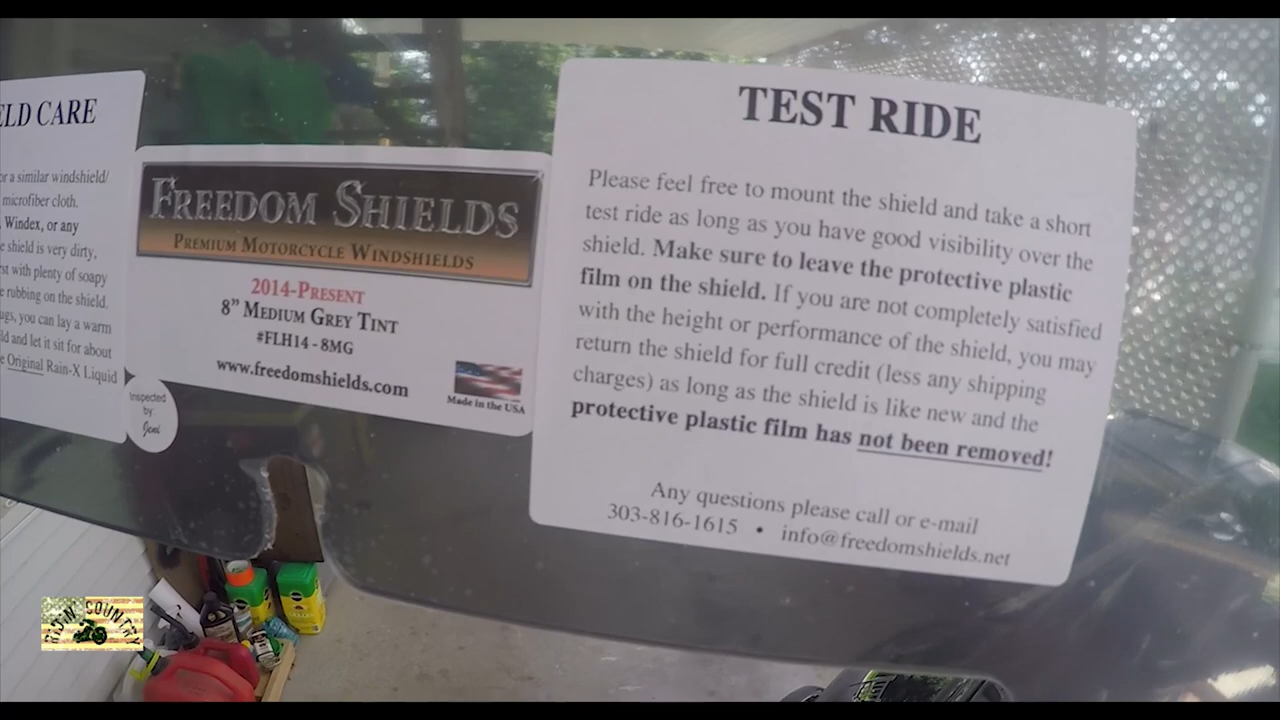 ELD CARE
or a similar windshield/
microfiber cloth.
, Windex, or any
e shield is very dirty,
rst with plenty of soapy
e rubbing on the shield.
ugs, you can lay a warm
ld and let it sit for about
e Original Rain-X Liquid
Inspected
by:
Jeni
FREEDOM SHIELDS
PREMIUM MOTORCYCLE WINDSHIELDS
2014-PRESENT
8” MEDIUM GREY TINT
#FLH14 - 8MG
www.freedomshields.com
Made in the USA
TEST RIDE
Please feel free to mount the shield and take a short
test ride as long as you have good visibility over the
shield. Make sure to leave the protective plastic
film on the shield. If you are not completely satisfied
with the height or performance of the shield, you may
return the shield for full credit (less any shipping
charges) as long as the shield is like new and the
protective plastic film has not been removed!
Any questions please call or e-mail
303-816-1615 • info@freedomshields.net
COUNTRY